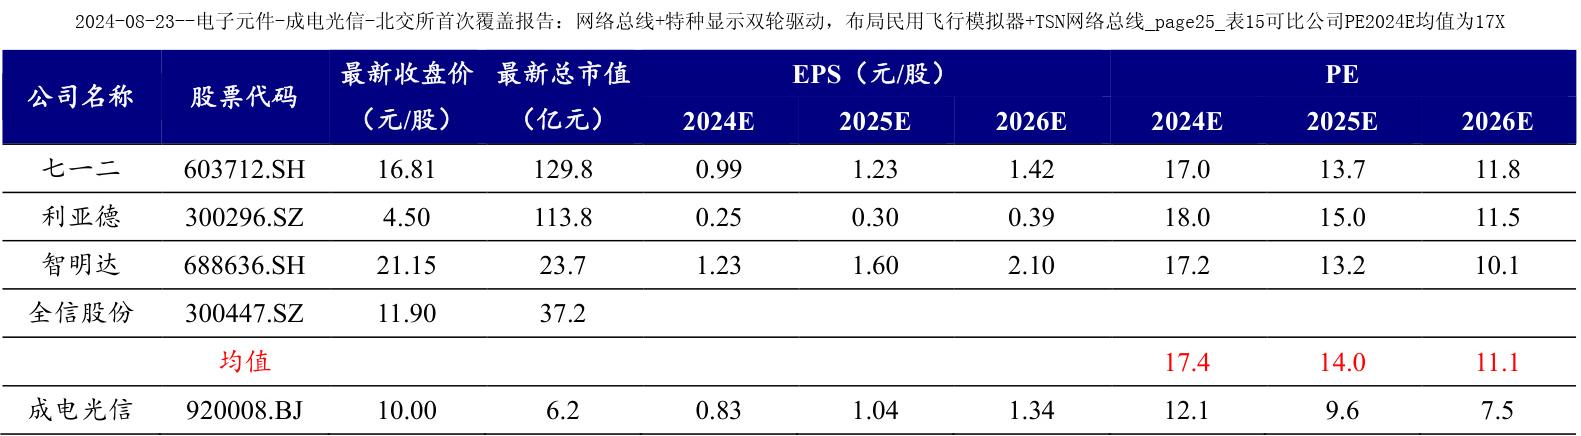 2024-08-23--电子元件-成电光信-北交所首次覆盖报告：网络总线+特种显示双轮驱动，布局民用飞行模拟器+TSN网络总线_page25_表15可比公司PE2024E均值为17X
公司名称 股票代码 最新收盘价（元/股） 最新总市值（亿元） EPS（元/股） PE
2024E 2025E 2026E 2024E 2025E 2026E
七一二 603712.SH 16.81 129.8 0.99 1.23 1.42 17.0 13.7 11.8
利亚德 300296.SZ 4.50 113.8 0.25 0.30 0.39 18.0 15.0 11.5
智明达 688636.SH 21.15 23.7 1.23 1.60 2.10 17.2 13.2 10.1
全信股份 300447.SZ 11.90 37.2
均值 17.4 14.0 11.1
成电光信 920008.BJ 10.00 6.2 0.83 1.04 1.34 12.1 9.6 7.5